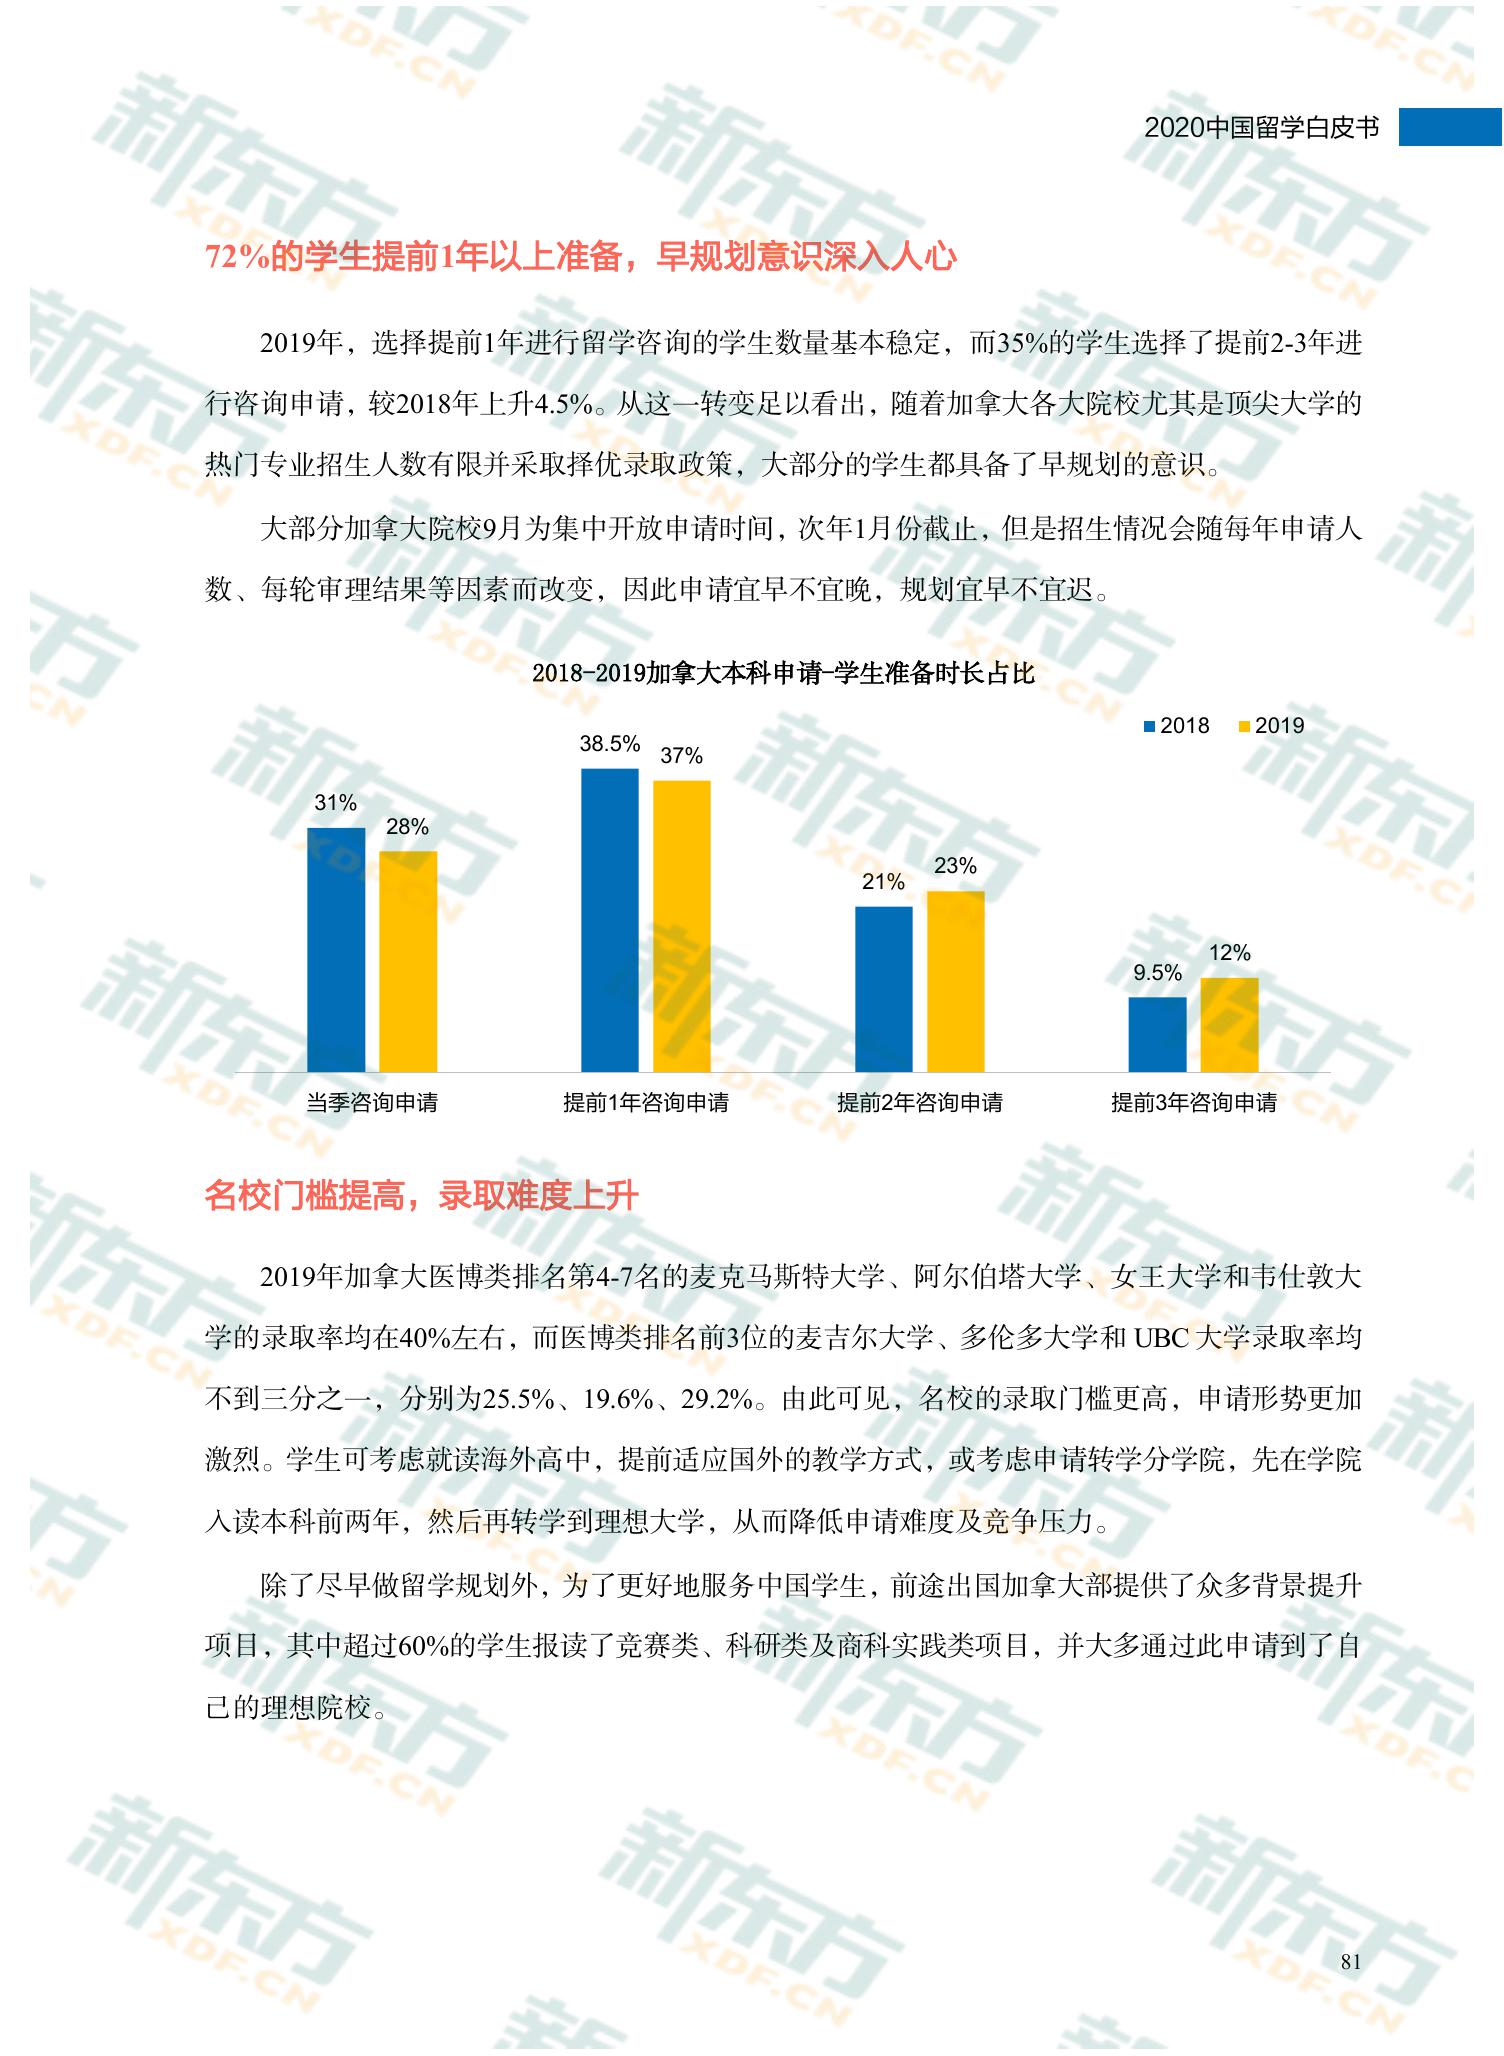 2020中国留学白皮书
72%的学生提前1年以上准备，早规划意识深入人心
2019年，选择提前1年进行留学咨询的学生数量基本稳定，而35%的学生选择了提前2-3年进
行咨询申请，较2018年上升4.5%。从这一转变足以看出，随着加拿大各大院校尤其是顶尖大学的
热门专业招生人数有限并采取择优录取政策，大部分的学生都具备了早规划的意识。
大部分加拿大院校9月为集中开放申请时间，次年1月份截止，但是招生情况会随每年申请人
数、每轮审理结果等因素而改变，因此申请宜早不宜晚，规划宜早不宜迟。
2018-2019加拿大本科申请-学生准备时长占比
2018 2019
31% 28% 38.5% 37% 21% 23% 9.5% 12%
当季咨询申请 提前1年咨询申请 提前2年咨询申请 提前3年咨询申请
名校门槛提高，录取难度上升
2019年加拿大医博类排名第4-7名的麦克马斯特大学、阿尔伯塔大学、女王大学和韦仕敦大
学的录取率均在40%左右，而医博类排名前3位的麦吉尔大学、多伦多大学和 UBC 大学录取率均
不到三分之一，分别为25.5%、19.6%、29.2%。由此可见，名校的录取门槛更高，申请形势更加
激烈。学生可考虑就读海外高中，提前适应国外的教学方式，或考虑申请转学分学院，先在学院
入读本科前两年，然后再转学到理想大学，从而降低申请难度及竞争压力。
除了尽早做留学规划外，为了更好地服务中国学生，前途出国加拿大部提供了众多背景提升
项目，其中超过60%的学生报读了竞赛类、科研类及商科实践类项目，并大多通过此申请到了自
己的理想院校。
81
新东方
XDF.CN